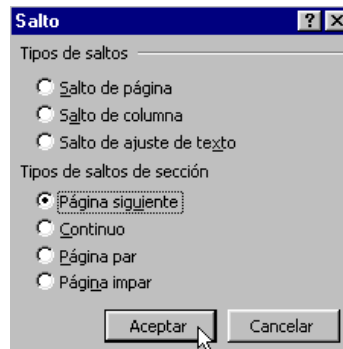 Salto
Tipos de saltos
Salto de página
Salto de columna
Salto de ajuste de texto
Tipos de saltos de sección
Página siguiente
Continuo
Página par
Página impar
Aceptar Cancelar